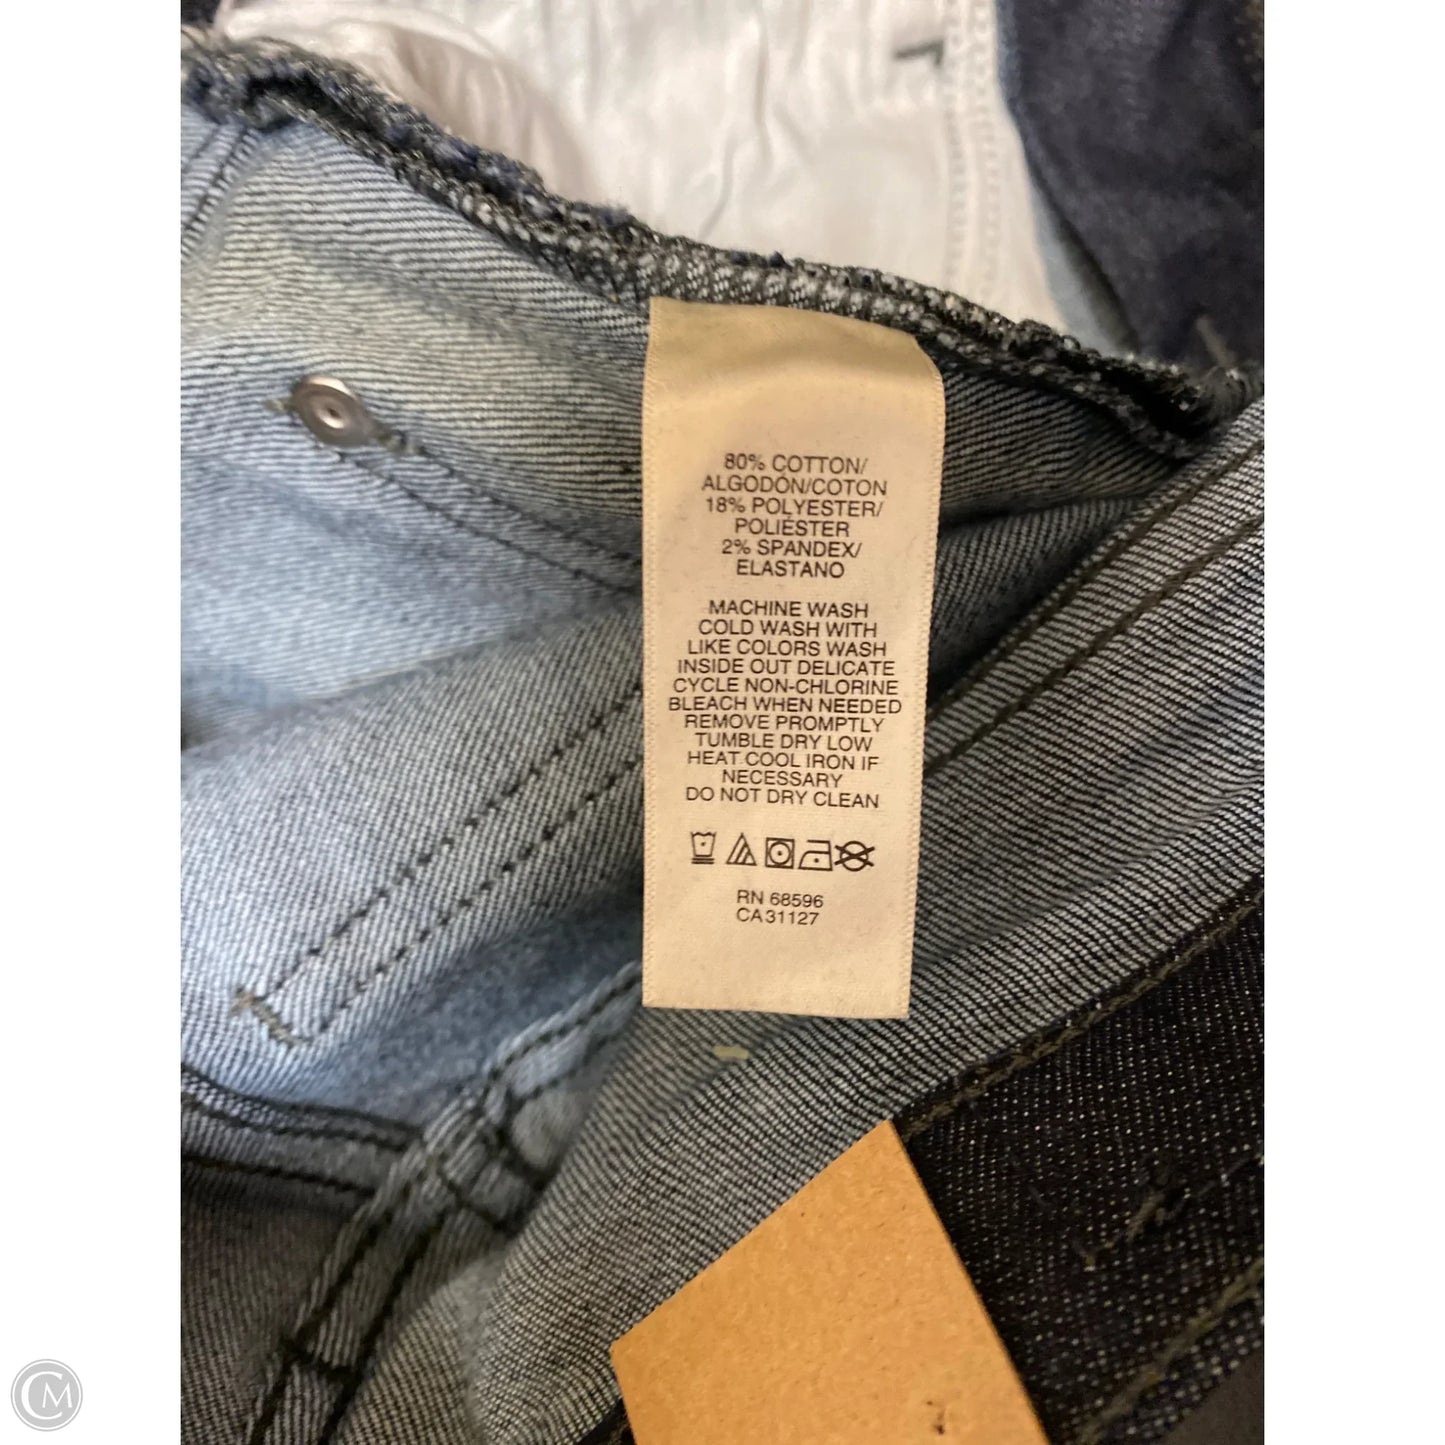 80% COTTON/
ALGODÓN/COTON
18% POLYESTER/
POLIÉSTER
2% SPANDEX/
ELASTANO
MACHINE WASH
COLD WASH WITH
LIKE COLORS WASH
INSIDE OUT DELICATE
CYCLE NON-CHLORINE
BLEACH WHEN NEEDED
REMOVE PROMPTLY
TUMBLE DRY LOW
HEAT COOL IRON IF
NECESSARY
DO NOT DRY CLEAN
RN 68596
CA31127
CM